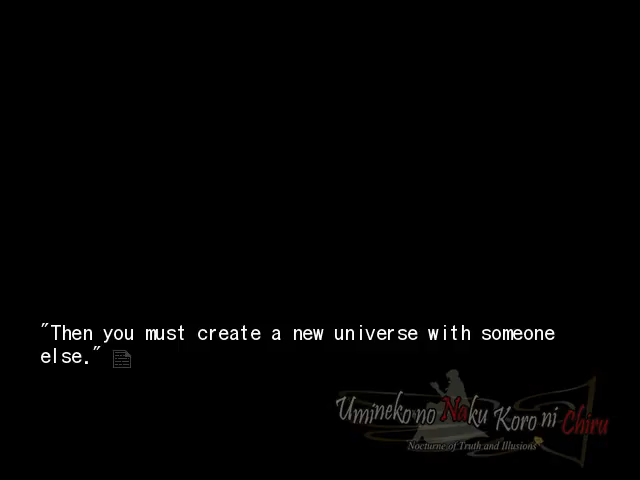 "Then you must create a new universe with someone
else."
Umineko no Naku Koro ni Chiru
Nocturne of Truth and Illusions